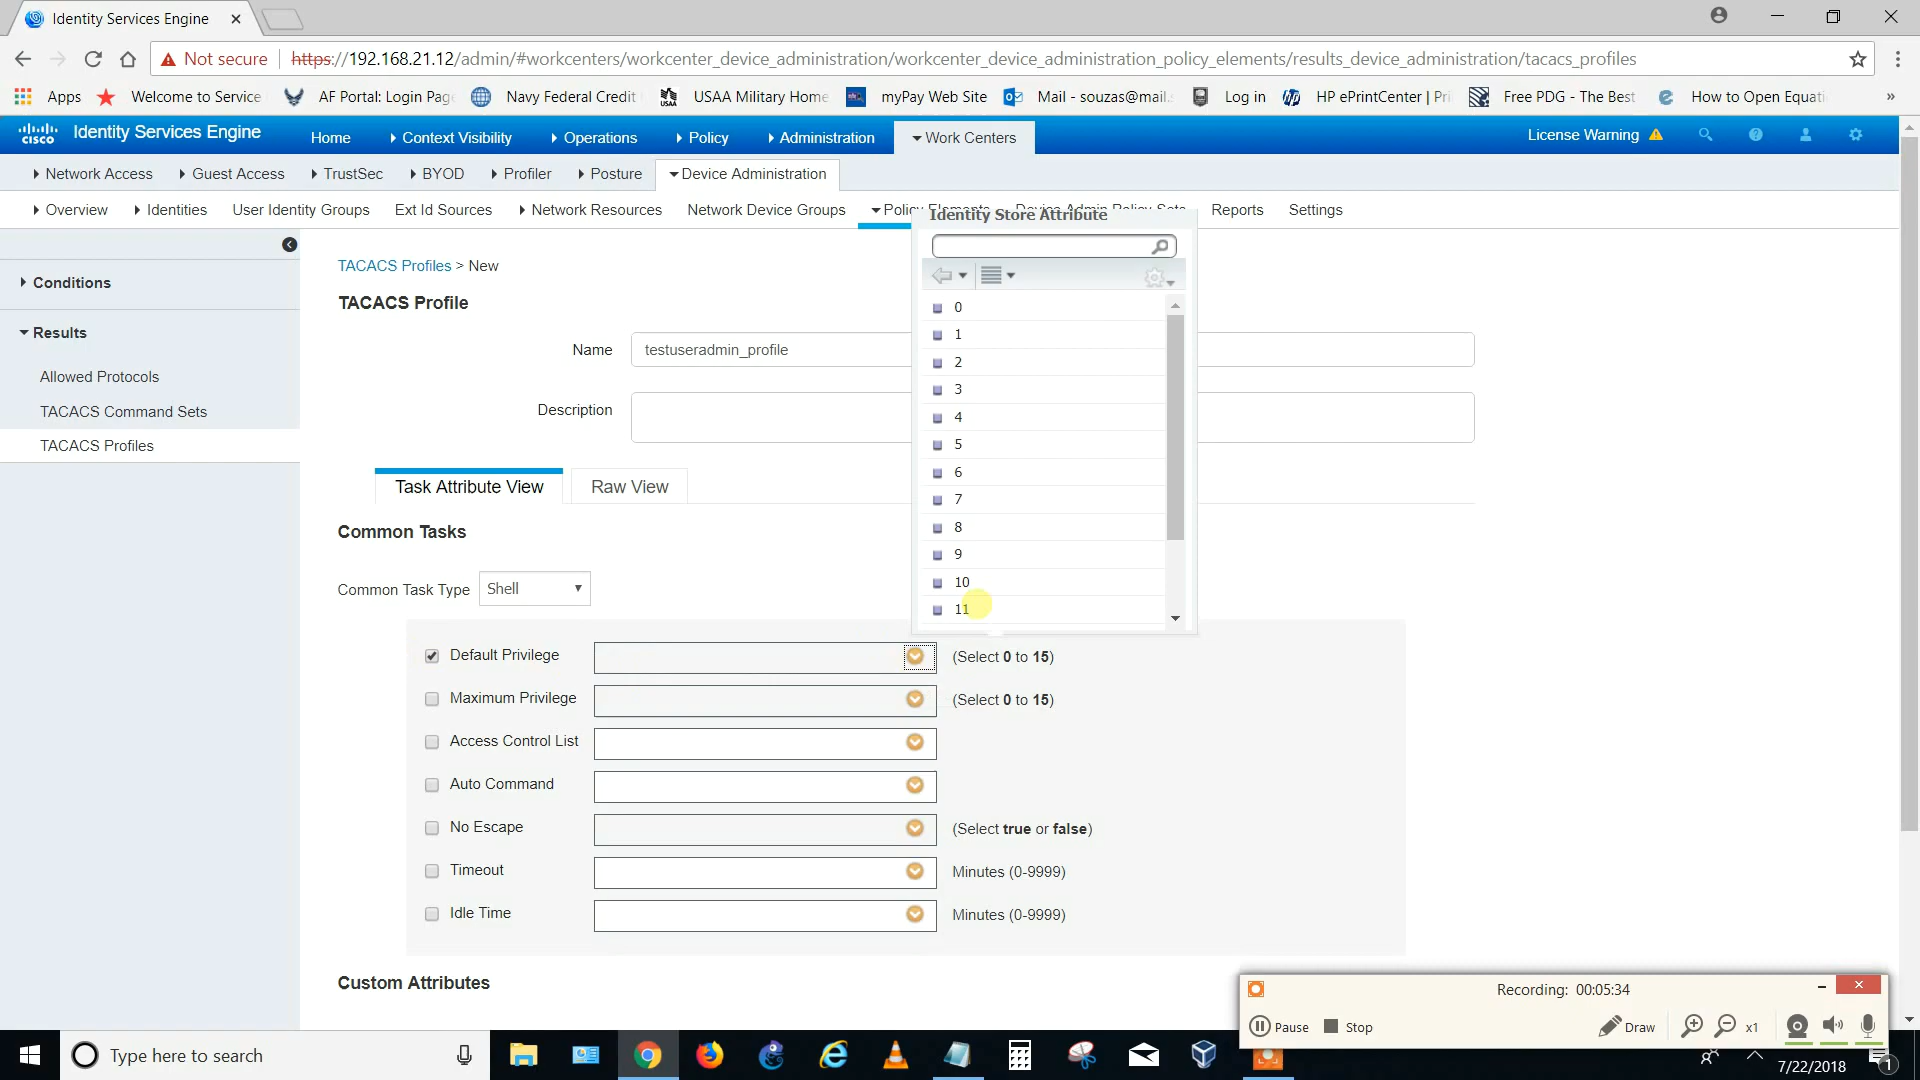 Identity Services Engine
Not secure
https://192.168.21.12/admin/#workcenters/workcenter_device_administration/workcenter_device_administration_policy_elements/results_device_administration/tacacs_profiles
Apps Welcome to Service AF Portal: Login Page Navy Federal Credit USAA Military Home myPay Web Site Mail - souzas@mail. Log in HP ePrintCenter | Pri Free PDG - The Best How to Open Equati »
cisco Identity Services Engine Home Context Visibility Operations Policy Administration Work Centers License Warning
Network Access Guest Access TrustSec BYOD Profiler Posture Device Administration
Overview Identities User Identity Groups Ext Id Sources Network Resources Network Device Groups Policy Elements Device Admin Policy Sets Reports Settings
Identity Store Attribute
0
1
2
3
4
5
6
7
8
9
10
11
Conditions
Results
Allowed Protocols
TACACS Command Sets
TACACS Profiles
TACACS Profiles > New
TACACS Profile
Name testuseradmin_profile
Description
Task Attribute View Raw View
Common Tasks
Common Task Type Shell
Default Privilege (Select 0 to 15)
Maximum Privilege (Select 0 to 15)
Access Control List
Auto Command
No Escape (Select true or false)
Timeout Minutes (0-9999)
Idle Time Minutes (0-9999)
Custom Attributes
Recording: 00:05:34
Pause Stop Draw x1
Type here to search
7/22/2018
1